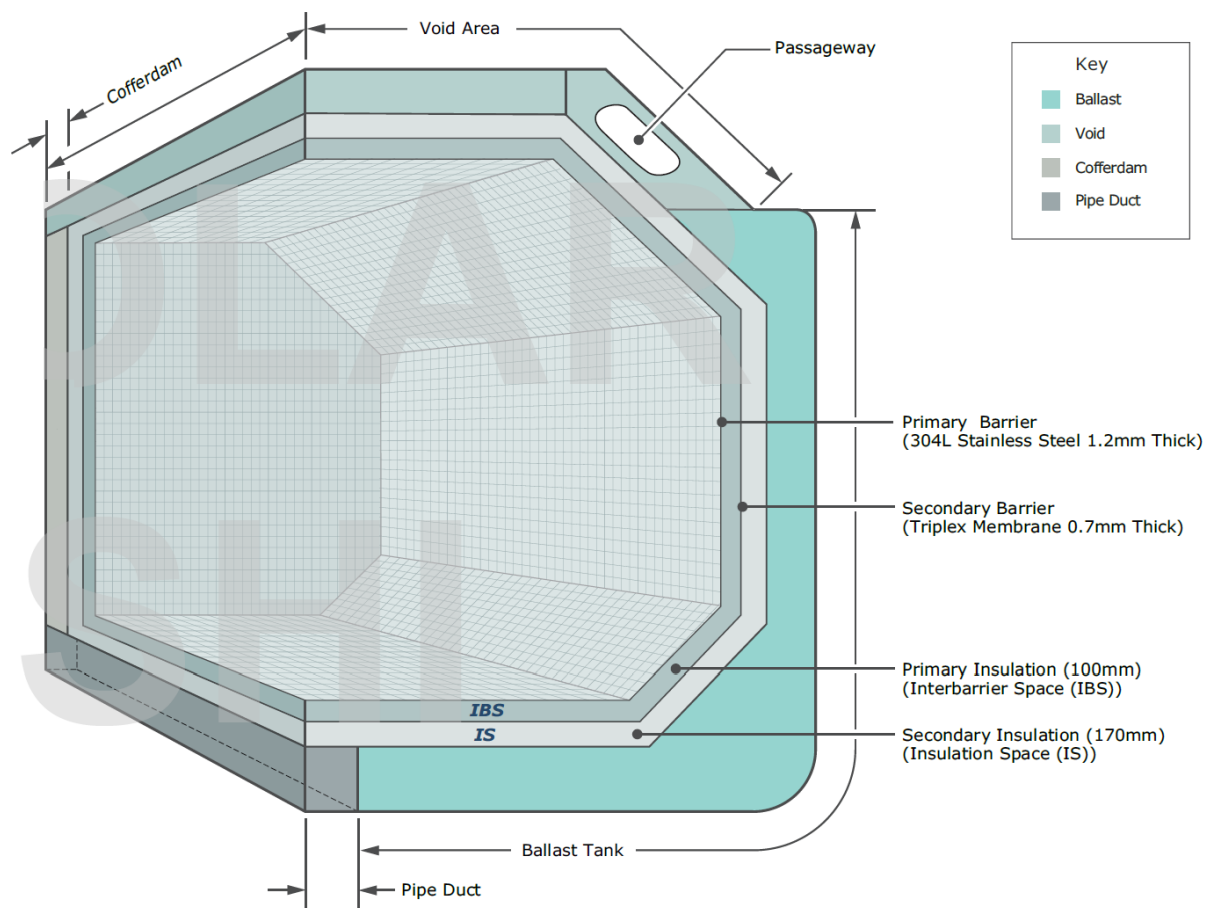 Void Area
Passageway
Cofferdam
Key
Ballast
Void
Cofferdam
Pipe Duct
OLAR
SHI
Primary Barrier
(304L Stainless Steel 1.2mm Thick)
Secondary Barrier
(Triplex Membrane 0.7mm Thick)
Primary Insulation (100mm)
(Interbarrier Space (IBS))
IBS
IS
Secondary Insulation (170mm)
(Insulation Space (IS))
Ballast Tank
Pipe Duct